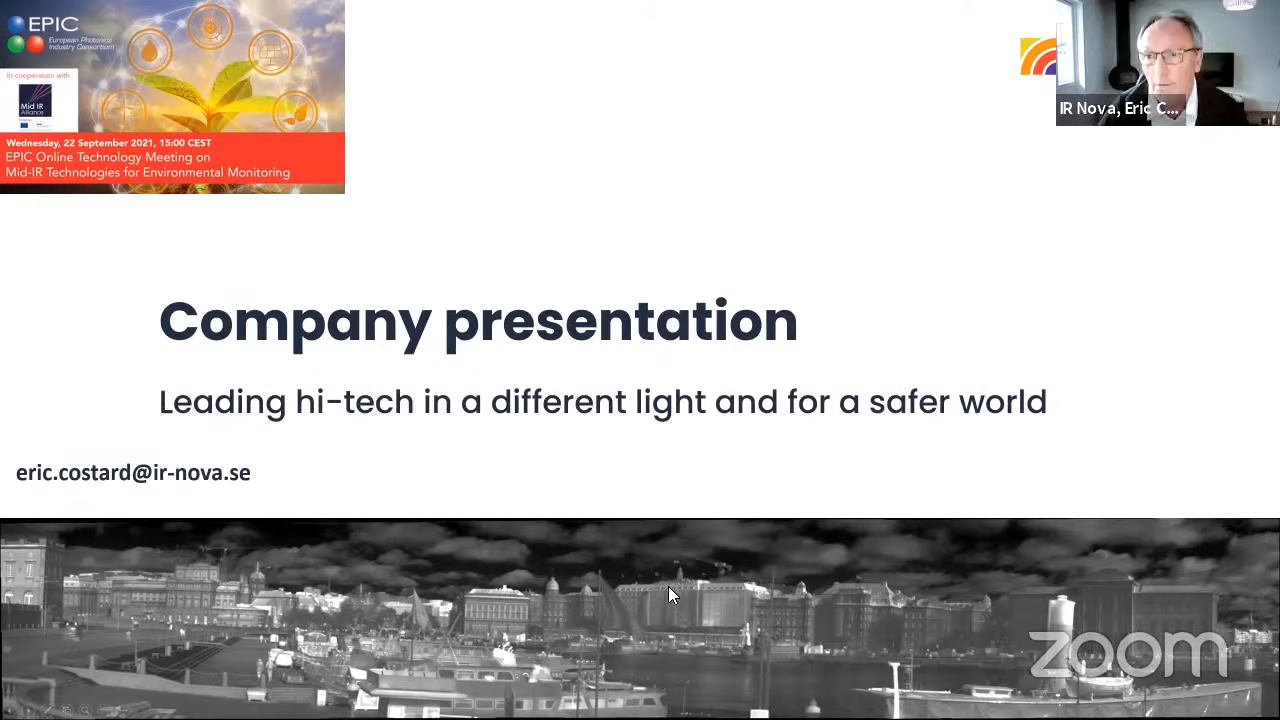 EPIC
European Photonics
Industry Consortium
In cooperation with
Mid IR
Alliance
Wednesday, 22 September 2021, 15:00 CEST
EPIC Online Technology Meeting on
Mid-IR Technologies for Environmental Monitoring
IR Nova, Eric C...
Company presentation
Leading hi-tech in a different light and for a safer world
eric.costard@ir-nova.se
zoom